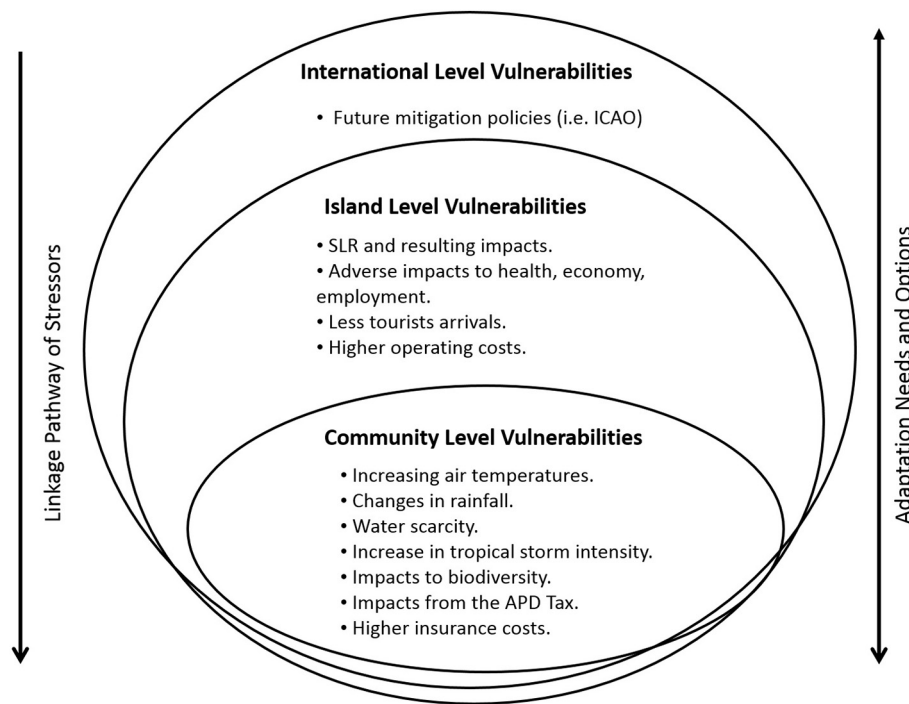 International Level Vulnerabilities
• Future mitigation policies (i.e. ICAO)
Island Level Vulnerabilities
• SLR and resulting impacts.
• Adverse impacts to health, economy,
employment.
• Less tourists arrivals.
• Higher operating costs.
Community Level Vulnerabilities
• Increasing air temperatures.
• Changes in rainfall.
• Water scarcity.
• Increase in tropical storm intensity.
• Impacts to biodiversity.
• Impacts from the APD Tax.
• Higher insurance costs.
Linkage Pathway of Stressors
Adaptation Needs and Options